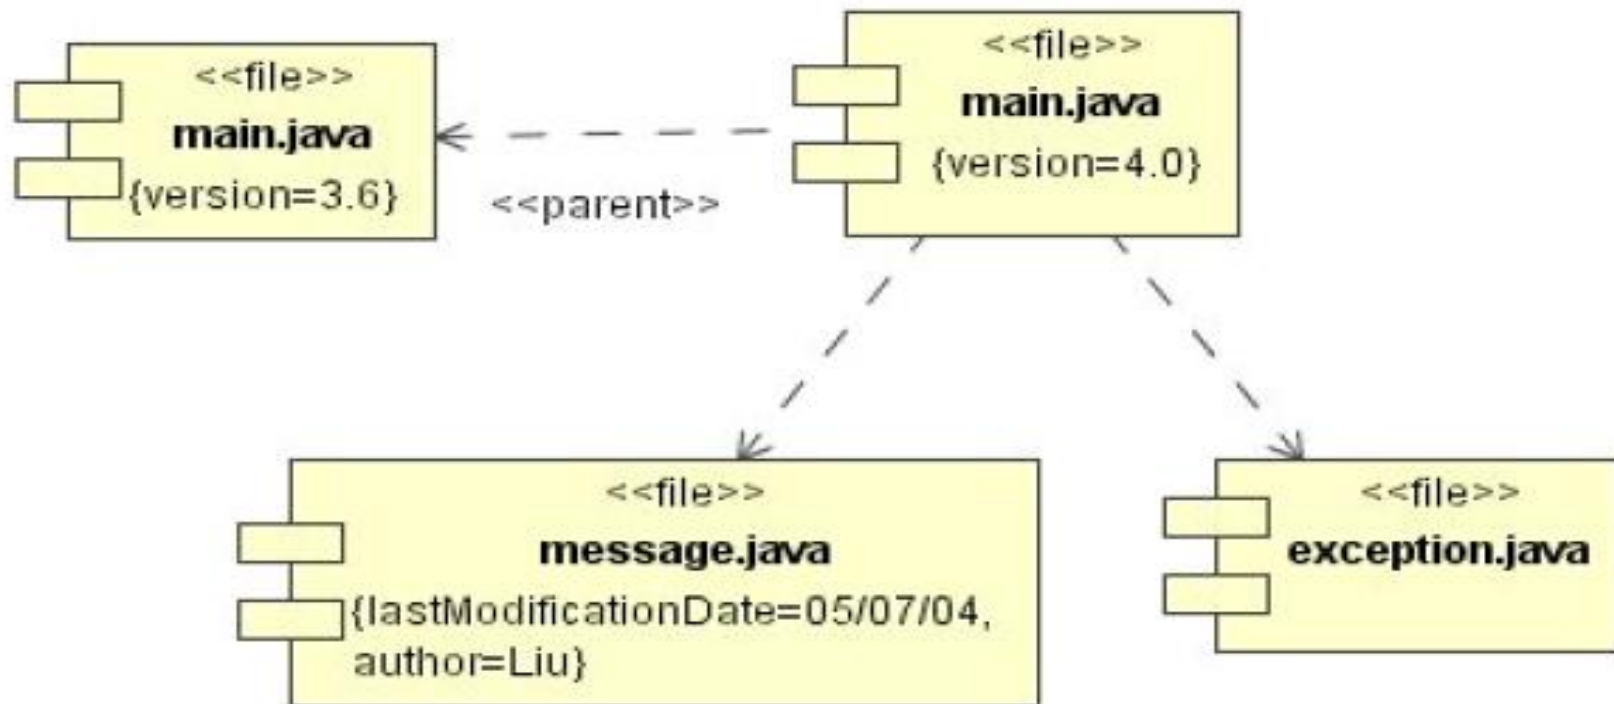 <<file>>
main.java
{version=3.6}
<<parent>>
<<file>>
main.java
{version=4.0}
<<file>>
message.java
{lastModificationDate=05/07/04,
author=Liu}
<<file>>
exception.java